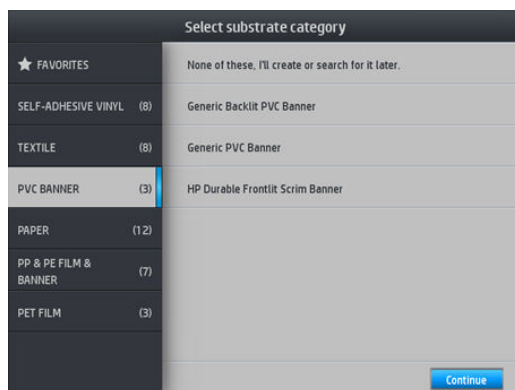 Select substrate category
FAVORITES
SELF-ADHESIVE VINYL (8)
TEXTILE (8)
PVC BANNER (3)
PAPER (12)
PP & PE FILM &
BANNER (7)
PET FILM (3)
None of these, I'll create or search for it later.
Generic Backlit PVC Banner
Generic PVC Banner
HP Durable Frontlit Scrim Banner
Continue